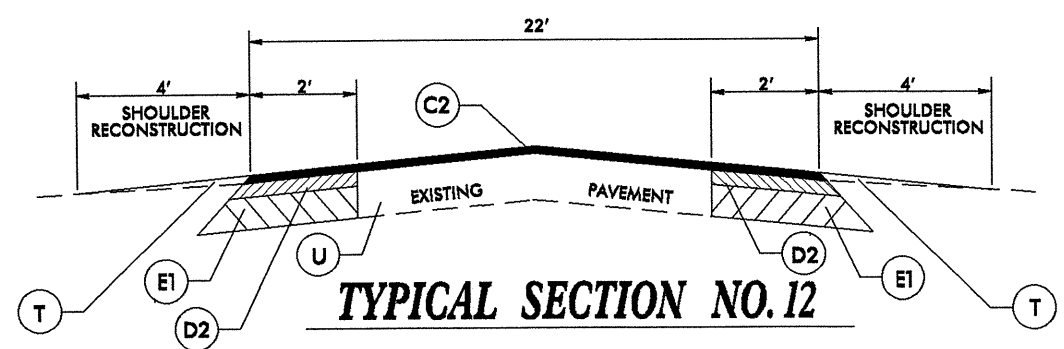 22'
4'
2'
2'
4'
SHOULDER
RECONSTRUCTION
C2
SHOULDER
RECONSTRUCTION
EXISTING
PAVEMENT
E1
U
D2
E1
T
D2
T
TYPICAL SECTION NO. 12